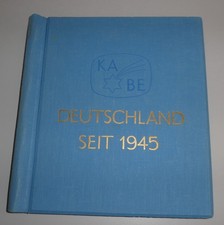 KA
BE
DEUTSCHLAND
SEIT 1945